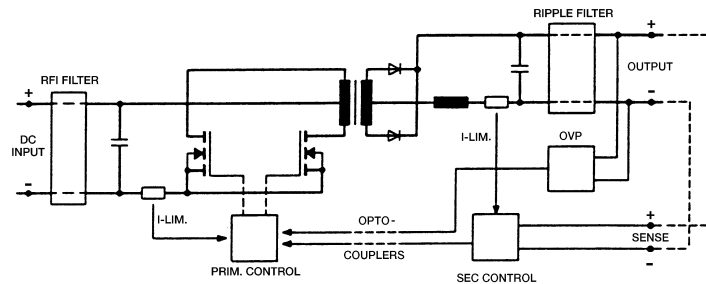 RIPPLE FILTER
+
OUTPUT
-
RFI FILTER
+
DC
INPUT
-
I-LIM.
OVP
I-LIM.
OPTO-
COUPLERS
PRIM. CONTROL
SEC CONTROL
+
SENSE
-